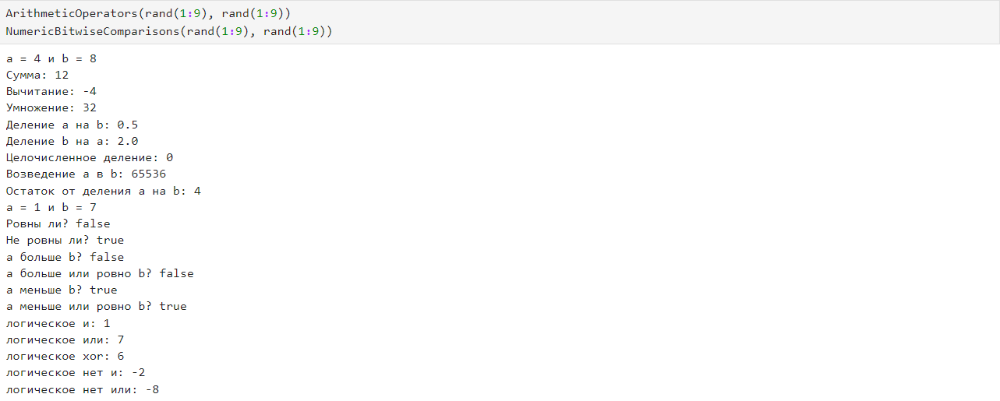 ArithmeticOperators(rand(1:9), rand(1:9))
NumericBitwiseComparisons(rand(1:9), rand(1:9))
a = 4 и b = 8
Сумма: 12
Вычитание: -4
Умножение: 32
Деление a на b: 0.5
Деление b на a: 2.0
Целочисленное деление: 0
Возведение a в b: 65536
Остаток от деления a на b: 4
a = 1 и b = 7
Ровны ли? false
Не ровны ли? true
a больше b? false
a больше или ровно b? false
a меньше b? true
a меньше или ровно b? true
логическое и: 1
логическое или: 7
логическое xor: 6
логическое нет и: -2
логическое нет или: -8